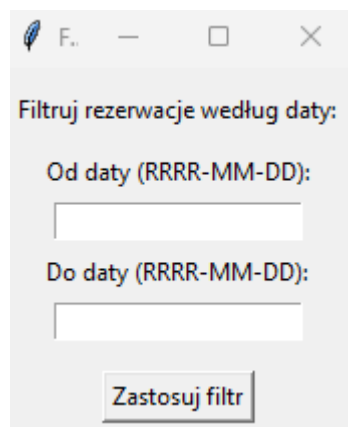 F..
Filtruj rezerwacje według daty:
Od daty (RRRR-MM-DD):
Do daty (RRRR-MM-DD):
Zastosuj filtr